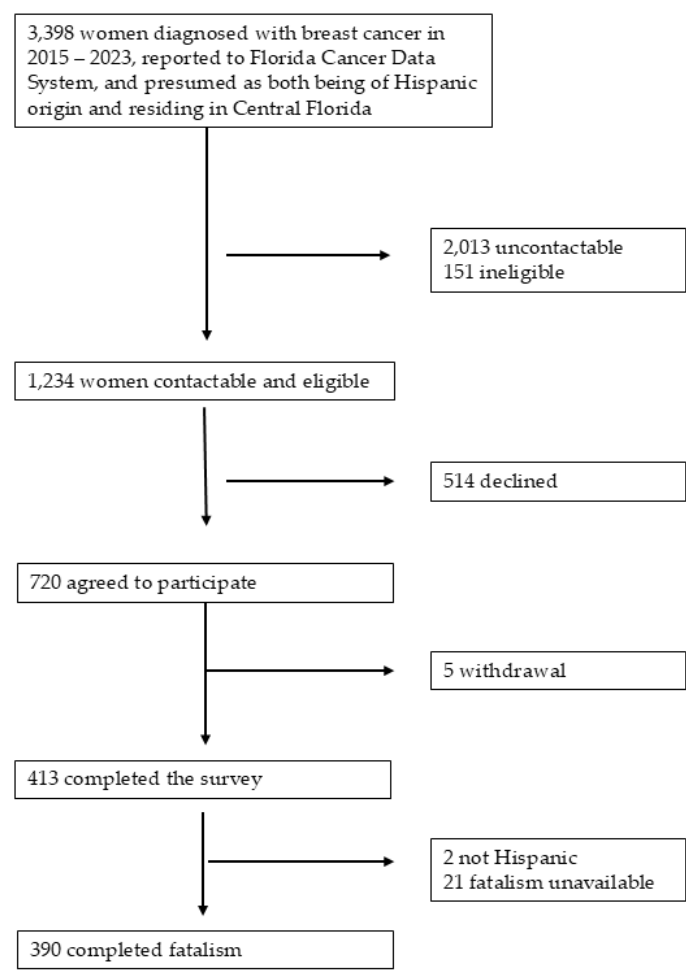 3,398 women diagnosed with breast cancer in
2015 – 2023, reported to Florida Cancer Data
System, and presumed as both being of Hispanic
origin and residing in Central Florida
2,013 uncontactable
151 ineligible
1,234 women contactable and eligible
514 declined
720 agreed to participate
5 withdrawal
413 completed the survey
2 not Hispanic
21 fatalism unavailable
390 completed fatalism